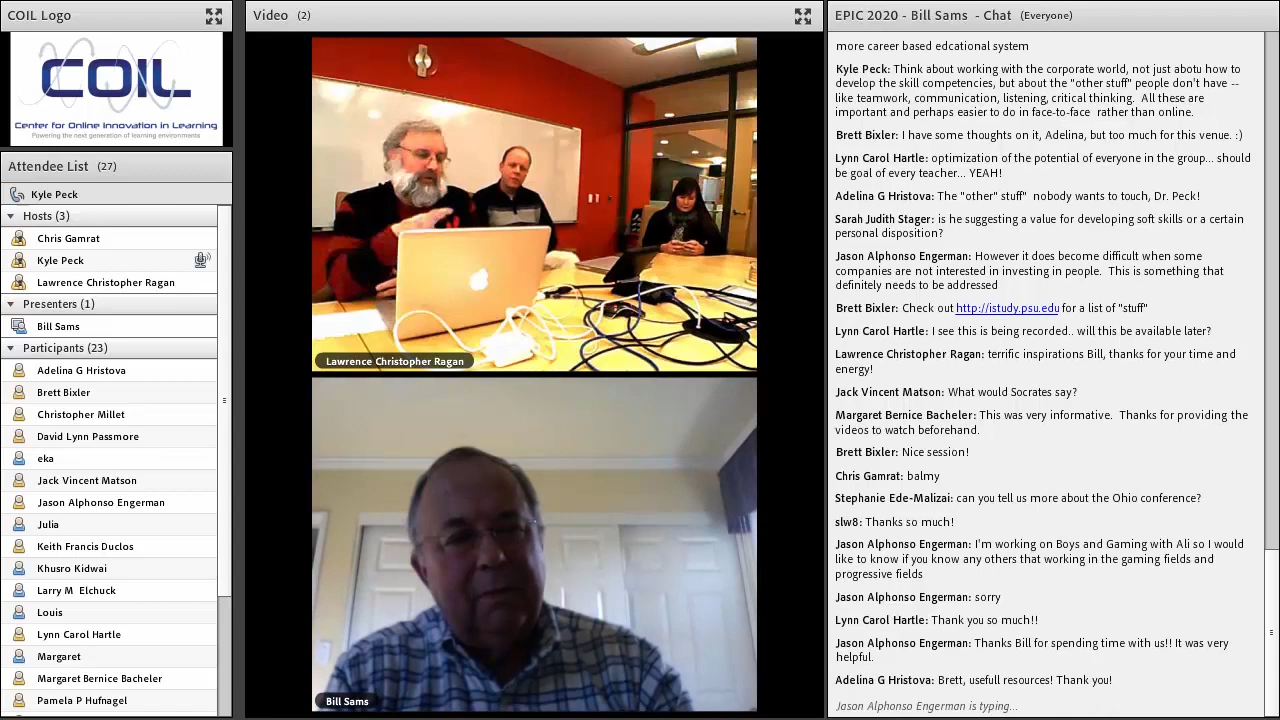 COIL Logo
COIL
Center for Online Innovation in Learning
Powering the next generation of learning environments
Attendee List (27)
Kyle Peck
Hosts (3)
Chris Gamrat
Kyle Peck
Lawrence Christopher Ragan
Presenters (1)
Bill Sams
Participants (23)
Adelina G Hristova
Brett Bixler
Christopher Millet
David Lynn Passmore
eka
Jack Vincent Matson
Jason Alphonso Engerman
Julia
Keith Francis Duclos
Khusro Kidwai
Larry M Elchuck
Louis
Lynn Carol Hartle
Margaret
Margaret Bernice Bacheler
Pamela P Hufnagel
Video (2)
Lawrence Christopher Ragan
Bill Sams
EPIC 2020 - Bill Sams - Chat (Everyone)
more career based edcational system
Kyle Peck: Think about working with the corporate world, not just abotu how to
develop the skill competencies, but about the "other stuff" people don't have --
like teamwork, communication, listening, critical thinking. All these are
important and perhaps easier to do in face-to-face rather than online.
Brett Bixler: I have some thoughts on it, Adelina, but too much for this venue. :)
Lynn Carol Hartle: optimization of the potential of everyone in the group... should
be goal of every teacher... YEAH!
Adelina G Hristova: The "other" stuff" nobody wants to touch, Dr. Peck!
Sarah Judith Stager: is he suggesting a value for developing soft skills or a certain
personal disposition?
Jason Alphonso Engerman: However it does become difficult when some
companies are not interested in investing in people. This is something that
definitely needs to be addressed
Brett Bixler: Check out http://istudy.psu.edu for a list of "stuff"
Lynn Carol Hartle: I see this is being recorded.. will this be available later?
Lawrence Christopher Ragan: terrific idea rational Bill, thanks for your time and
energy!
Jack Vincent Matson: What would Socrates say?
Margaret Bernice Bacheler: This was very informative. Thanks for providing the
videos to watch beforehand.
Brett Bixler: Nice session!
Chris Gamrat: balmy
Stephanie Ede-Malizai: can you tell us more about the Ohio conference?
slw8: Thanks so much!
Jason Alphonso Engerman: I'm working on Boys and Gaming with Ali so I would
like to know if you know any others that working in the gaming fields and
progressive fields
Jason Alphonso Engerman: sorry
Lynn Carol Hartle: Thank you so much!!
Jason Alphonso Engerman: Thanks Bill for spending time with us!! It was very
helpful.
Adelina G Hristova: Brett, usefull resources! Thank you!
Jason Alphonso Engerman is typing...